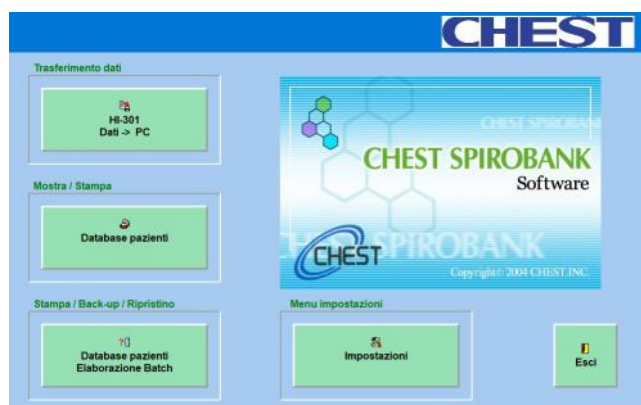 CHEST
Trasferimento dati
HI-301
Dati -> PC
Mostra / Stampa
Database pazienti
Stampa / Back-up / Ripristino
Database pazienti
Elaborazione Batch
CHEST SPIROBANK
CHEST SPIROBANK
Software
CHEST SPIROBANK
CHEST
Copyright© 2004 CHEST.INC.
Menu impostazioni
Impostazioni
Esci